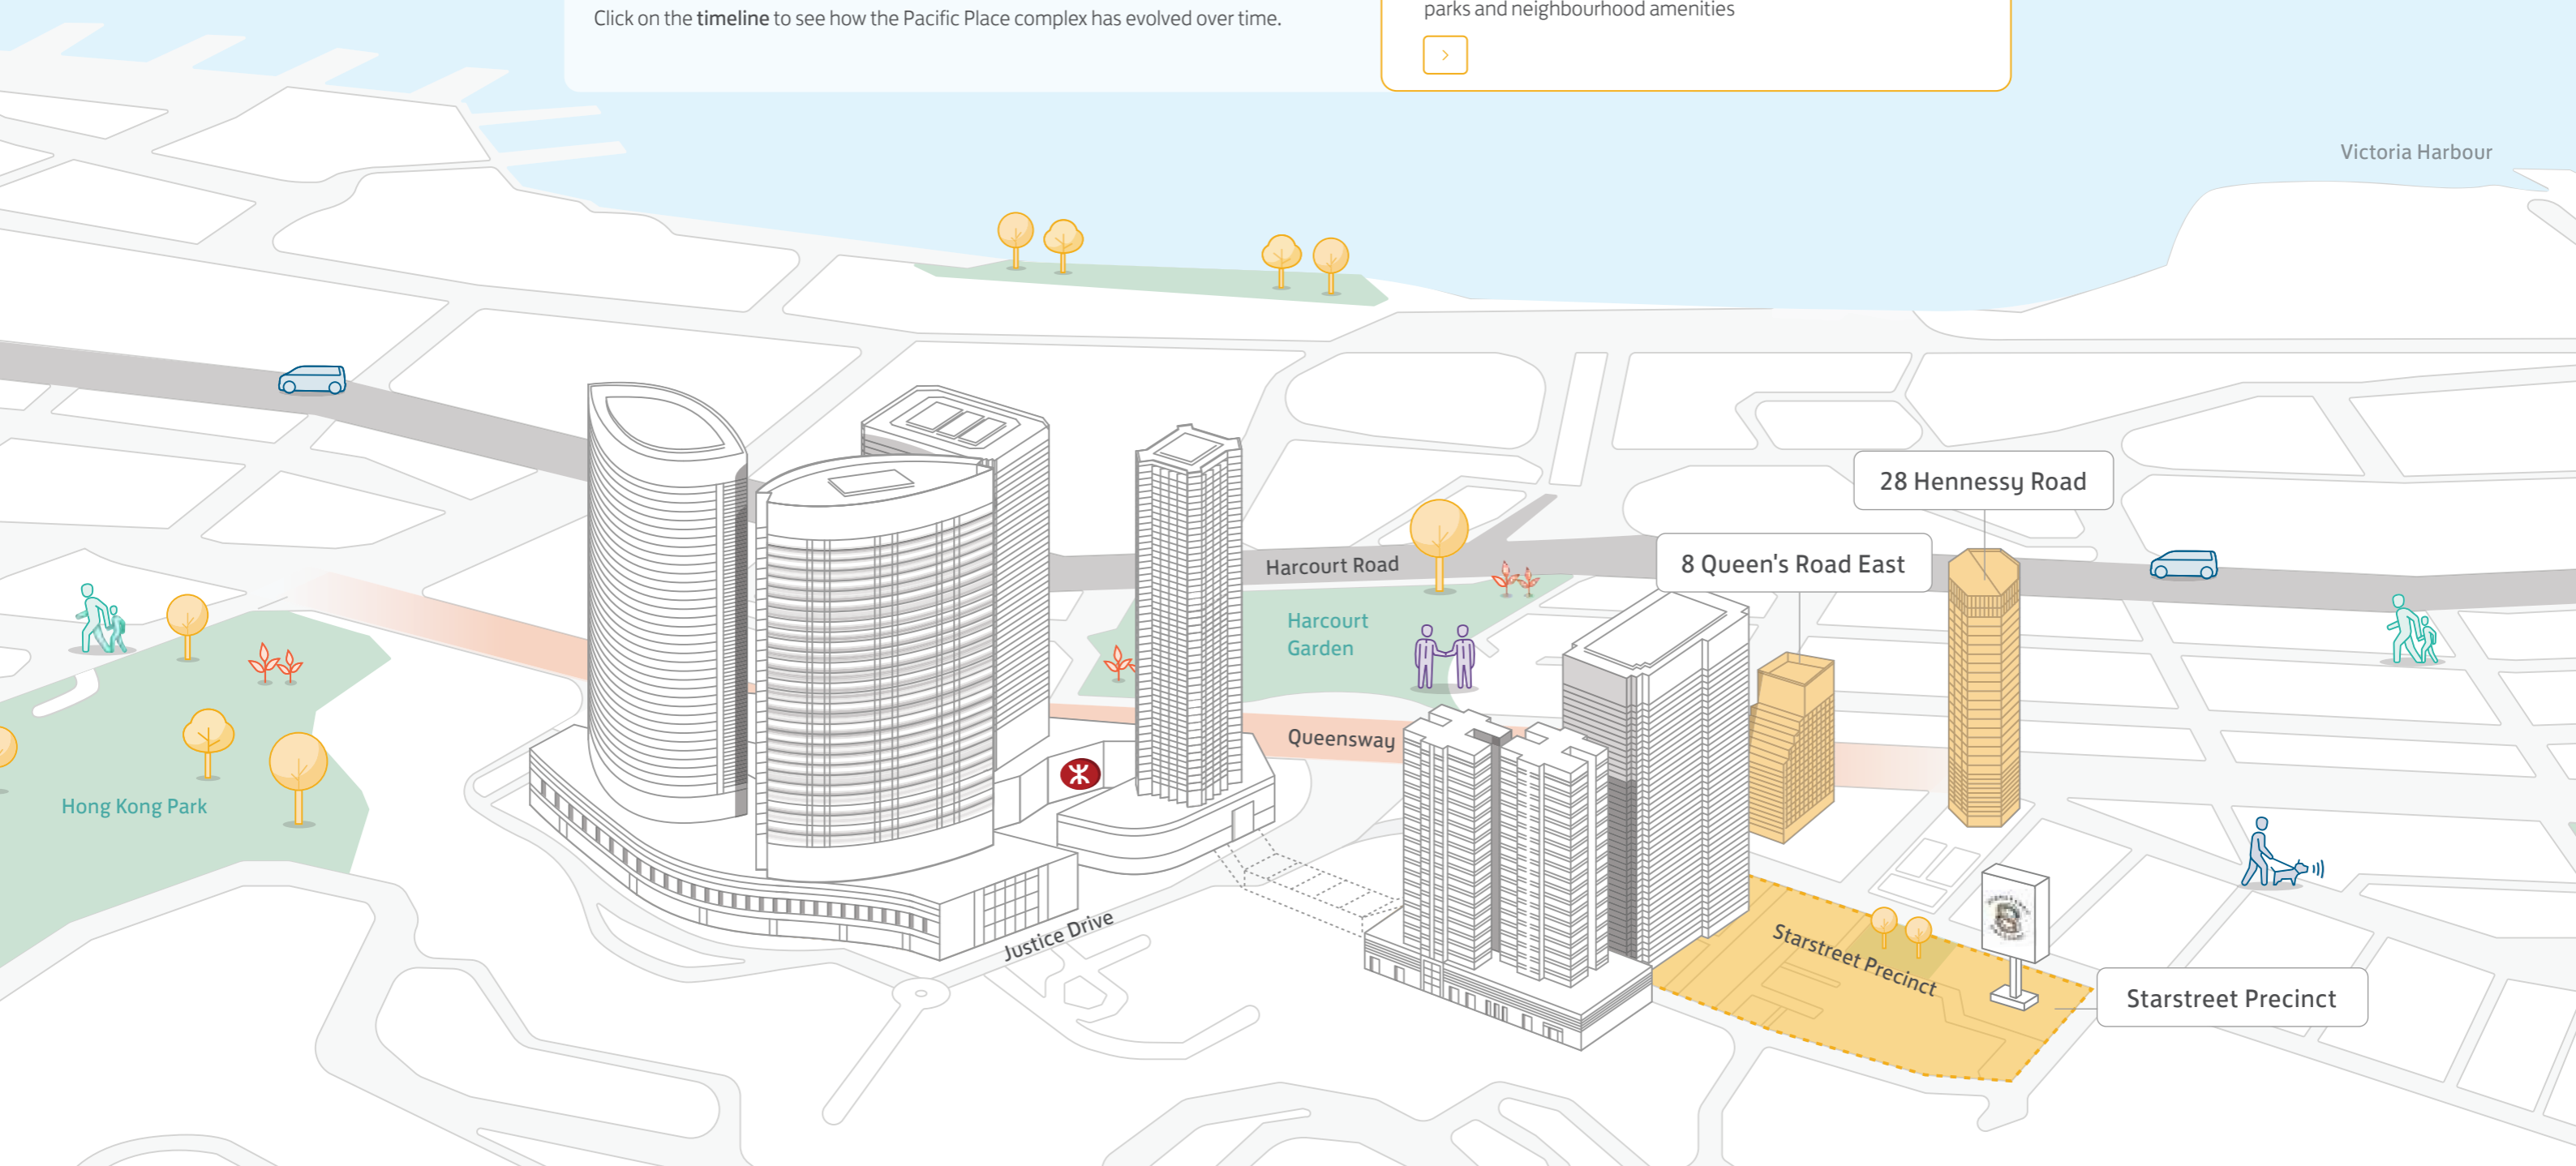 Click on the timeline to see how the Pacific Place complex has evolved over time.
parks and neighbourhood amenities
Victoria Harbour
28 Hennessy Road
8 Queen's Road East
Harcourt Road
Harcourt
Garden
Queensway
Hong Kong Park
Justice Drive
Starstreet Precinct
Starstreet Precinct